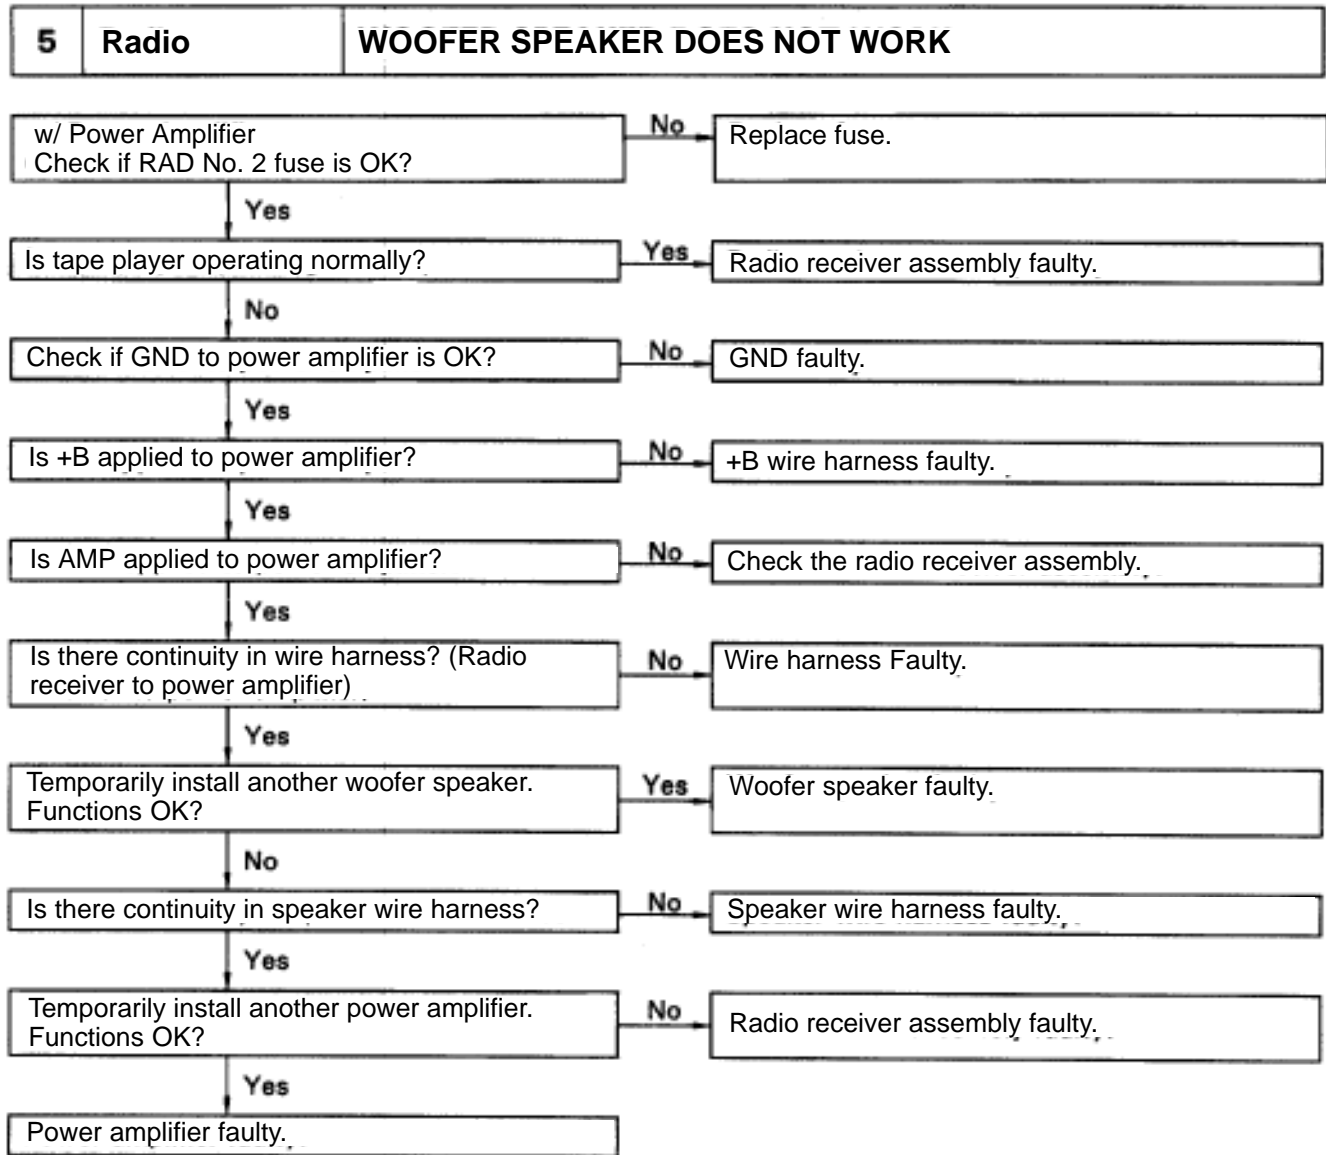 5 Radio WOOFER SPEAKER DOES NOT WORK
w/ Power Amplifier
Check if RAD No. 2 fuse is OK?
No
Replace fuse.
Yes
Is tape player operating normally?
Yes
Radio receiver assembly faulty.
No
Check if GND to power amplifier is OK?
No
GND faulty.
Yes
Is +B applied to power amplifier?
No
+B wire harness faulty.
Yes
Is AMP applied to power amplifier?
No
Check the radio receiver assembly.
Yes
Is there continuity in wire harness? (Radio
receiver to power amplifier)
No
Wire harness Faulty.
Yes
Temporarily install another woofer speaker.
Functions OK?
Yes
Woofer speaker faulty.
No
Is there continuity in speaker wire harness?
No
Speaker wire harness faulty.
Yes
Temporarily install another power amplifier.
Functions OK?
No
Radio receiver assembly faulty.
Yes
Power amplifier faulty.